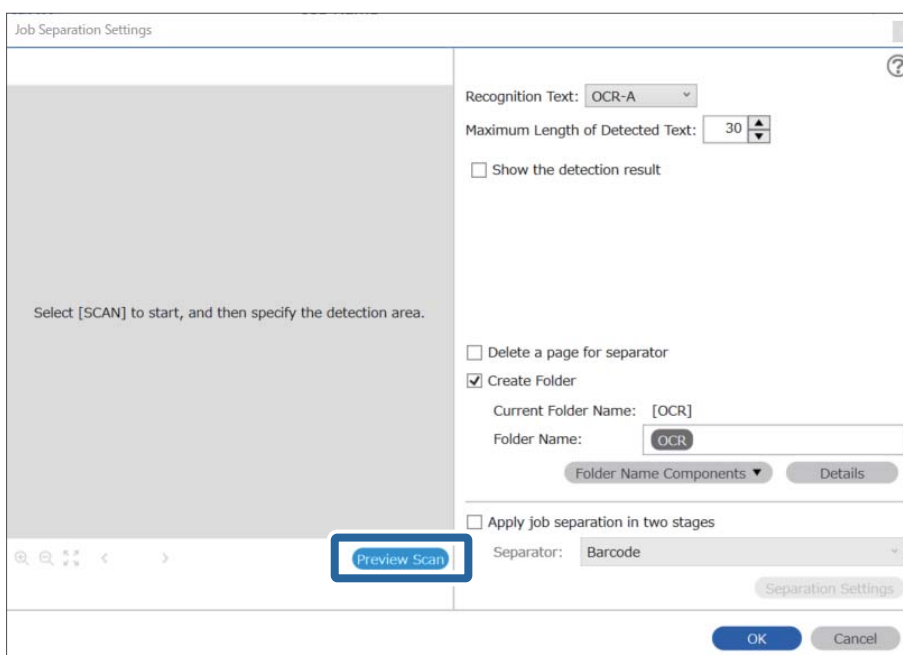 Job Separation Settings
Recognition Text: OCR-A
Maximum Length of Detected Text: 30
Show the detection result
Select [SCAN] to start, and then specify the detection area.
Delete a page for separator
Create Folder
Current Folder Name: [OCR]
Folder Name: OCR
Folder Name Components ▼ Details
Apply job separation in two stages
Preview Scan
Separator: Barcode
Separation Settings
OK Cancel